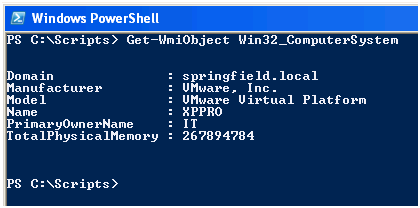 Windows PowerShell
PS C:\Scripts> Get-WmiObject Win32_ComputerSystem
Domain : springfield.local
Manufacturer : VMware, Inc.
Model : VMware Virtual Platform
Name : XPPRO
PrimaryOwnerName : IT
TotalPhysicalMemory : 267894784
PS C:\Scripts>